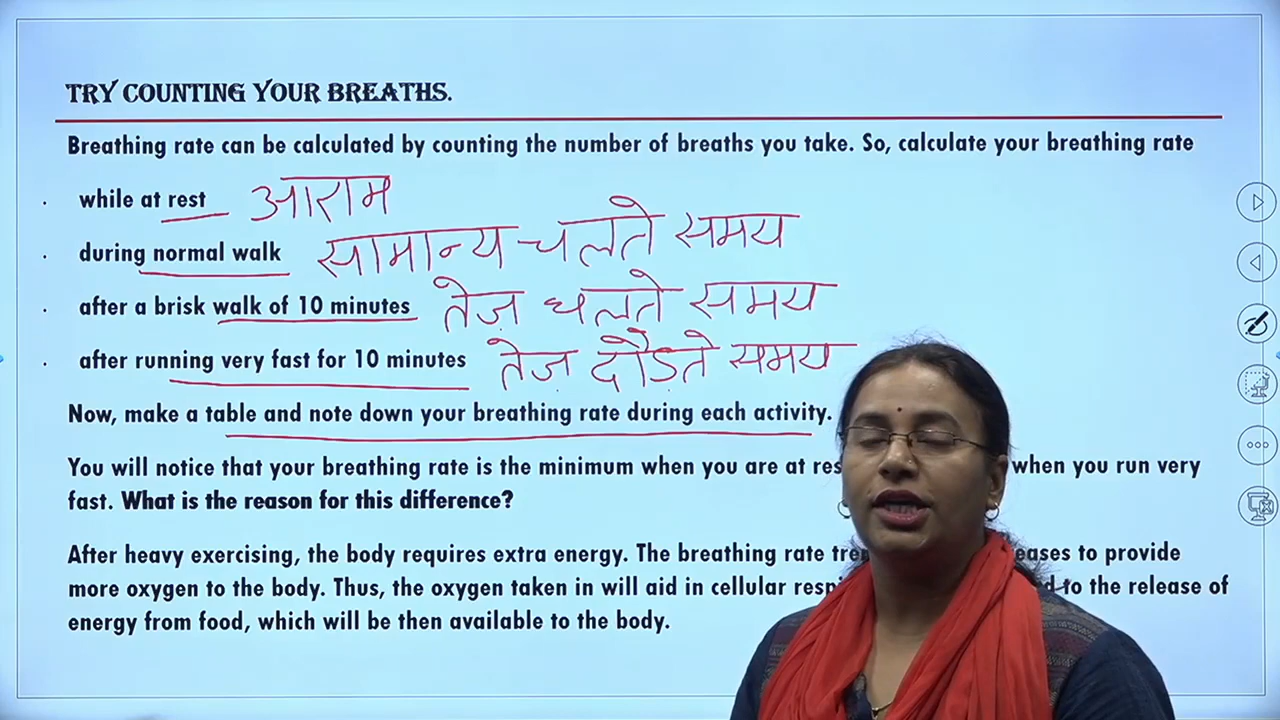 TRY COUNTING YOUR BREATHS.
Breathing rate can be calculated by counting the number of breaths you take. So, calculate your breathing rate
· while at rest आराम
· during normal walk सामान्य चलते समय
· after a brisk walk of 10 minutes तेज़ चलते समय
· after running very fast for 10 minutes तेज़ दौड़ते समय
Now, make a table and note down your breathing rate during each activity.
You will notice that your breathing rate is the minimum when you are at when you run very
fast. What is the reason for this difference?
After heavy exercising, the body requires extra energy. The breathing rate to provide
more oxygen to the body. Thus, the oxygen taken in will aid in cellular to the release of
energy from food, which will be then available to the body.